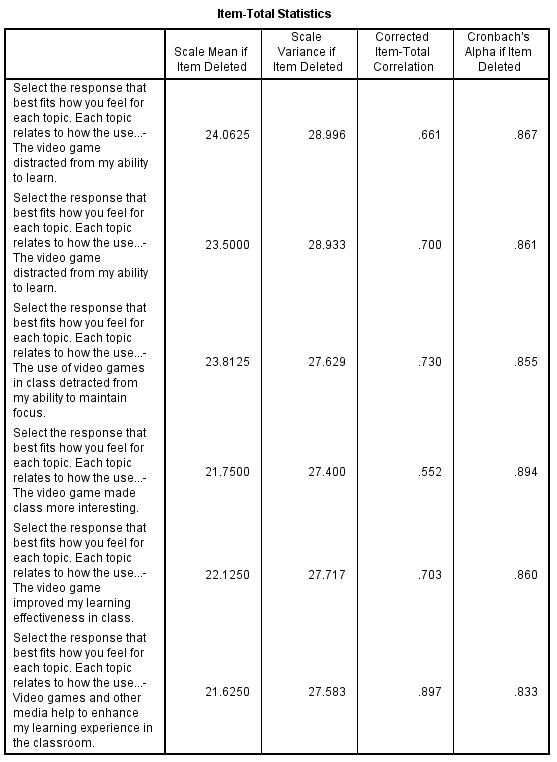 Item-Total Statistics
Scale Mean if
Item Deleted
Scale
Variance if
Item Deleted
Corrected
Item-Total
Correlation
Cronbach's
Alpha if Item
Deleted
Select the response that
best fits how you feel for
each topic. Each topic
relates to how the use...-
The video game
distracted from my ability
to learn.
24.0625 28.996 .661 .867
Select the response that
best fits how you feel for
each topic. Each topic
relates to how the use...-
The video game
distracted from my ability
to learn.
23.5000 28.933 .700 .861
Select the response that
best fits how you feel for
each topic. Each topic
relates to how the use...-
The use of video games
in class detracted from
my ability to maintain
focus.
23.8125 27.629 .730 .855
Select the response that
best fits how you feel for
each topic. Each topic
relates to how the use...-
The video game made
class more interesting.
21.7500 27.400 .552 .894
Select the response that
best fits how you feel for
each topic. Each topic
relates to how the use...-
The video game
improved my learning
effectiveness in class.
22.1250 27.717 .703 .860
Select the response that
best fits how you feel for
each topic. Each topic
relates to how the use...-
Video games and other
media help to enhance
my learning experience in
the classroom.
21.6250 27.583 .897 .833